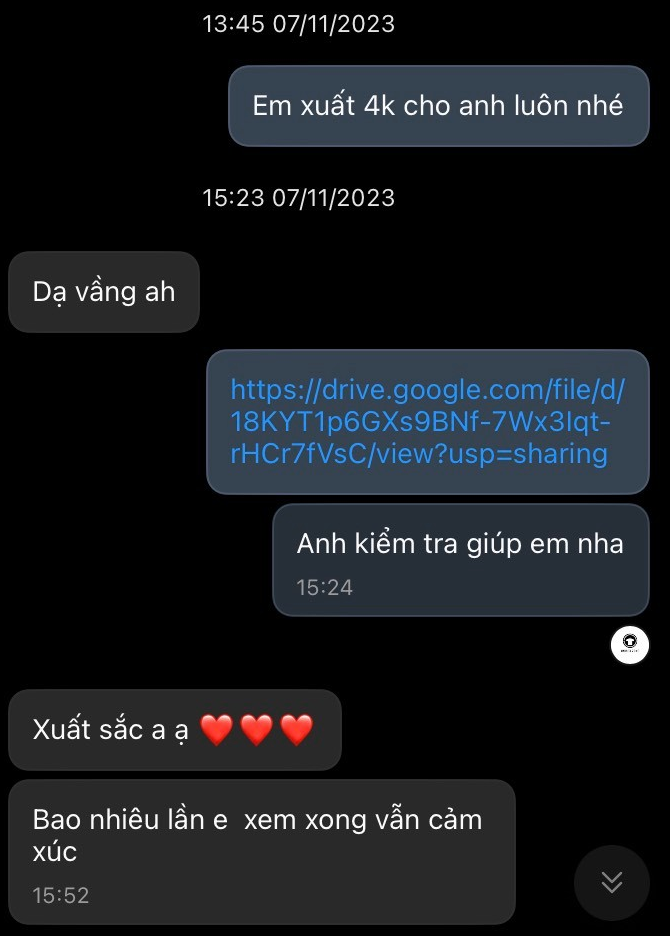 13:45 07/11/2023
Em xuất 4k cho anh luôn nhé
15:23 07/11/2023
Dạ vầng ah
https://drive.google.com/file/d/
18KYT1p6GXs9BNf-7Wx3Iqt-
rHCr7fVsC/view?usp=sharing
Anh kiểm tra giúp em nha
15:24
Xuất sắc a ạ ❤️❤️❤️
Bao nhiêu lần e  xem xong vẫn cảm
xúc
15:52